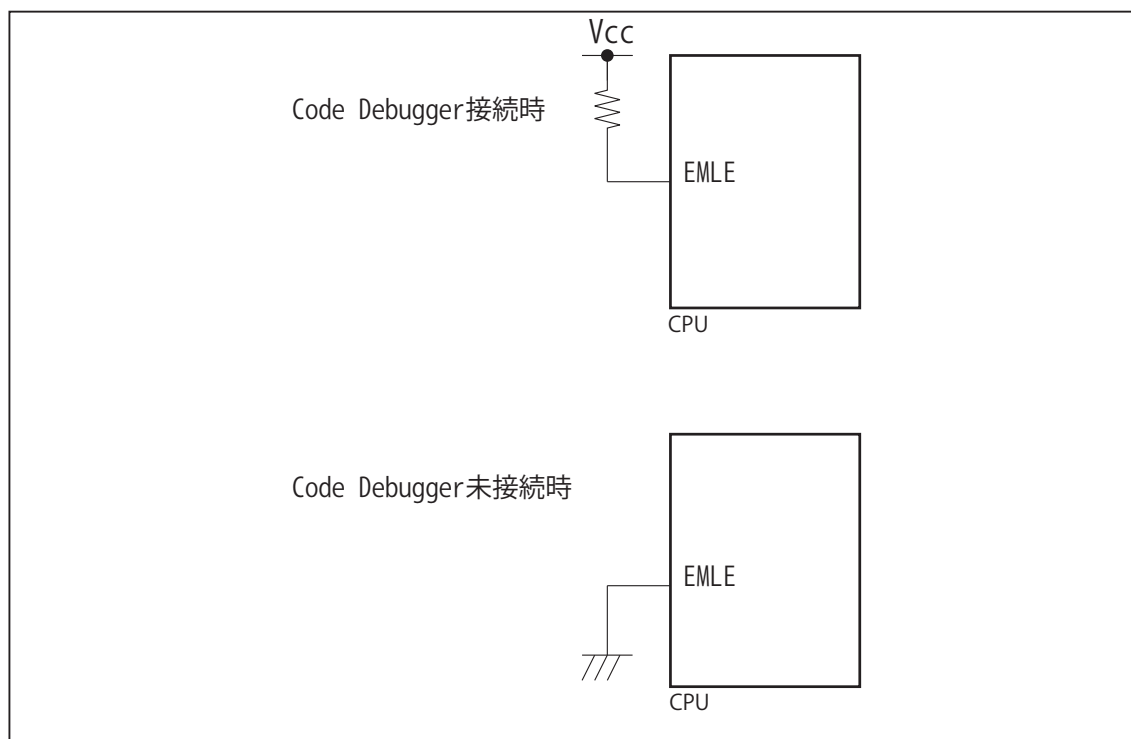 Vcc
Code Debugger接続時
EMLE
CPU
Code Debugger未接続時
EMLE
CPU